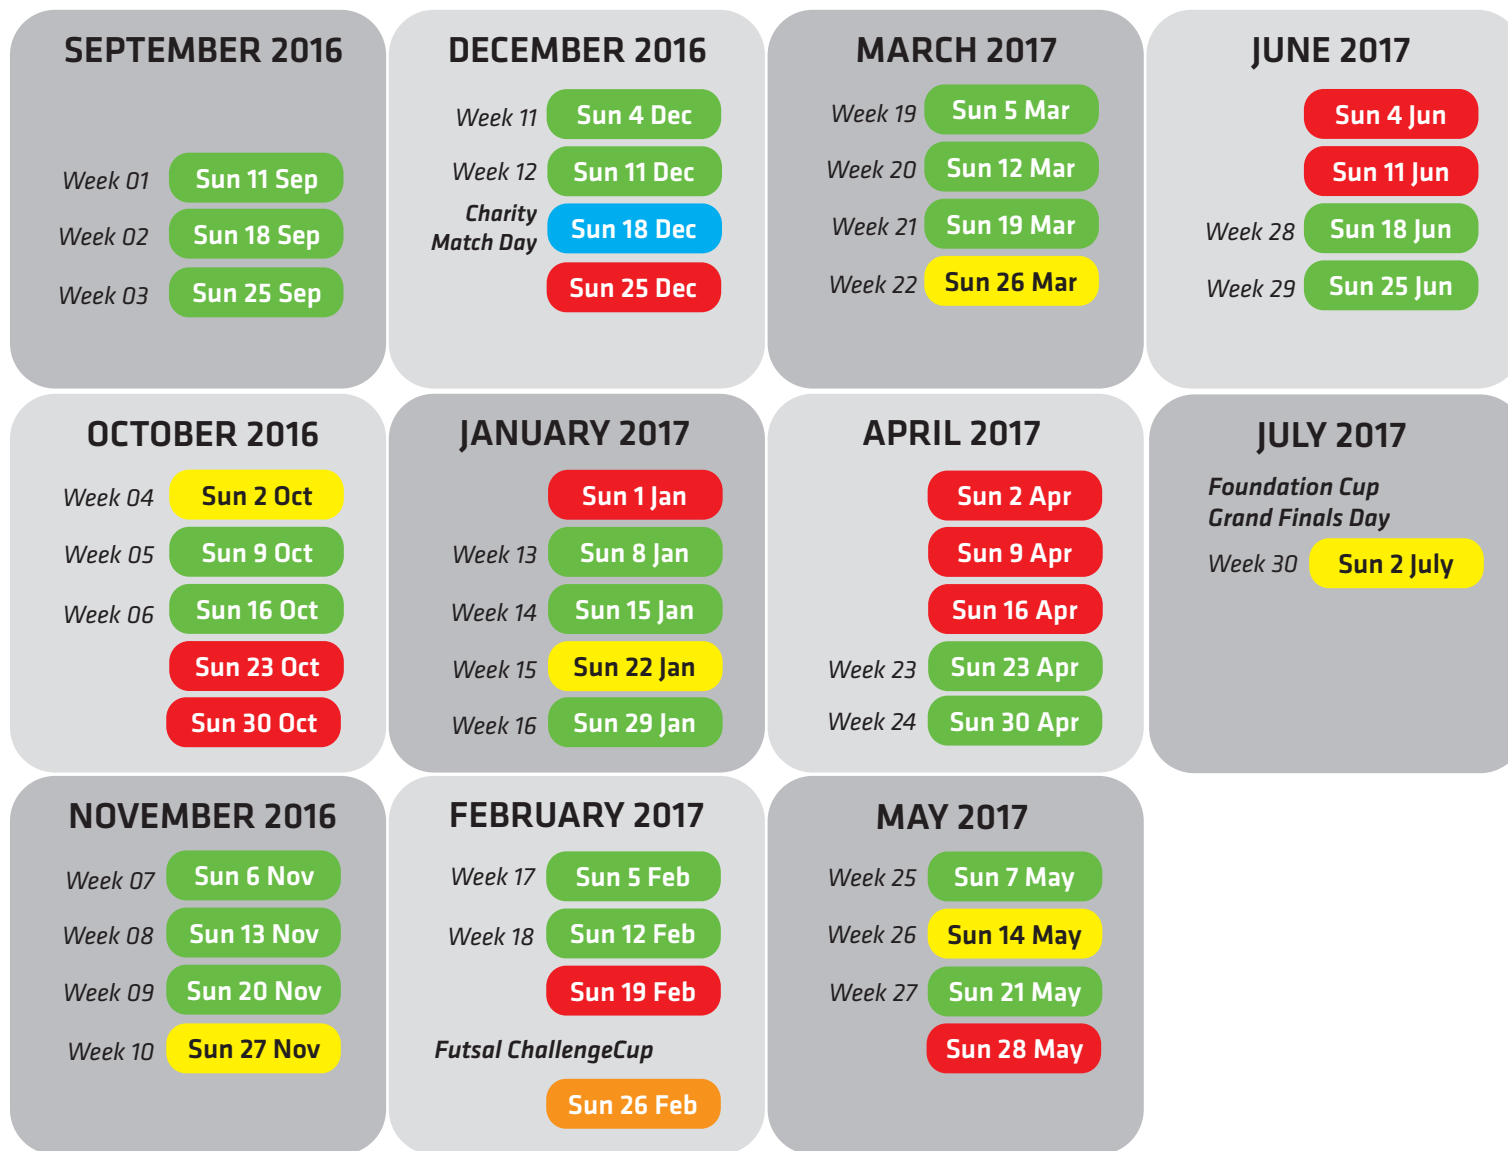 SEPTEMBER 2016
Week 01 Sun 11 Sep
Week 02 Sun 18 Sep
Week 03 Sun 25 Sep
DECEMBER 2016
Week 11 Sun 4 Dec
Week 12 Sun 11 Dec
Charity
Match Day Sun 18 Dec
Sun 25 Dec
MARCH 2017
Week 19 Sun 5 Mar
Week 20 Sun 12 Mar
Week 21 Sun 19 Mar
Week 22 Sun 26 Mar
JUNE 2017
Sun 4 Jun
Sun 11 Jun
Week 28 Sun 18 Jun
Week 29 Sun 25 Jun
OCTOBER 2016
Week 04 Sun 2 Oct
Week 05 Sun 9 Oct
Week 06 Sun 16 Oct
Sun 23 Oct
Sun 30 Oct
JANUARY 2017
Sun 1 Jan
Week 13 Sun 8 Jan
Week 14 Sun 15 Jan
Week 15 Sun 22 Jan
Week 16 Sun 29 Jan
APRIL 2017
Sun 2 Apr
Sun 9 Apr
Sun 16 Apr
Week 23 Sun 23 Apr
Week 24 Sun 30 Apr
JULY 2017
Foundation Cup
Grand Finals Day
Week 30 Sun 2 July
NOVEMBER 2016
Week 07 Sun 6 Nov
Week 08 Sun 13 Nov
Week 09 Sun 20 Nov
Week 10 Sun 27 Nov
FEBRUARY 2017
Week 17 Sun 5 Feb
Week 18 Sun 12 Feb
Sun 19 Feb
Futsal ChallengeCup
Sun 26 Feb
MAY 2017
Week 25 Sun 7 May
Week 26 Sun 14 May
Week 27 Sun 21 May
Sun 28 May